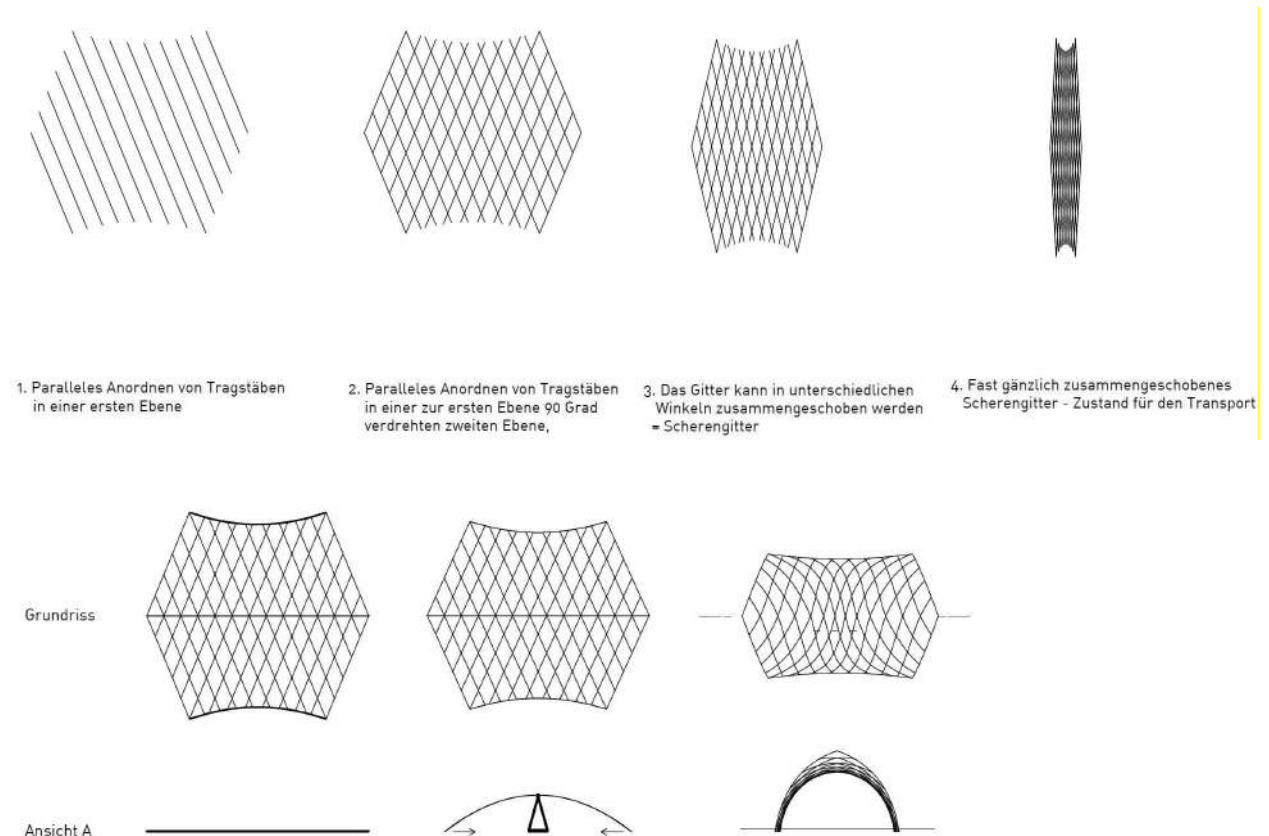 1. Paralleles Anordnen von Tragstäben
in einer ersten Ebene
2. Paralleles Anordnen von Tragstäben
in einer zur ersten Ebene 90 Grad
verdrehten zweiten Ebene,
3. Das Gitter kann in unterschiedlichen
Winkeln zusammengeschoben werden
= Scherengitter
4. Fast gänzlich zusammengeschobenes
Scherengitter - Zustand für den Transport
Grundriss
Ansicht A